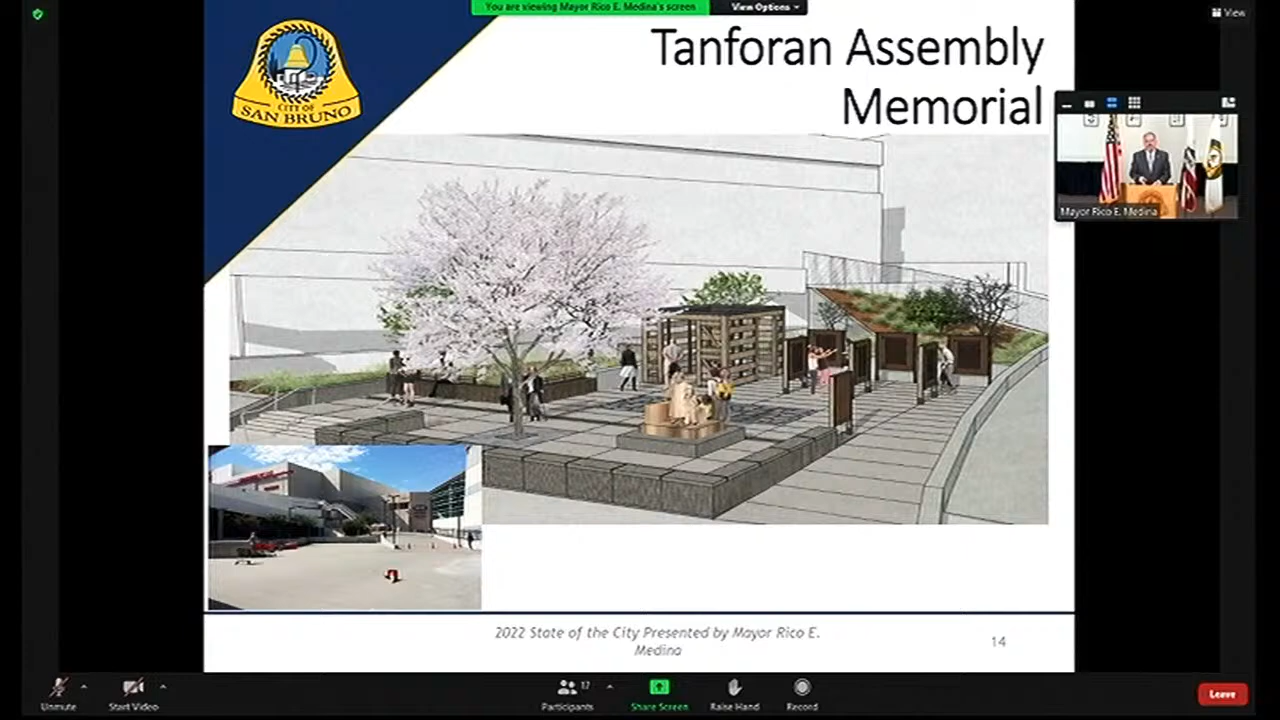 You are viewing Mayor Rico E. Medina's screen
View Options
View
CITY OF
SAN BRUNO
Tanforan Assembly
Memorial
Mayor Rico E. Medina
2022 State of the City Presented by Mayor Rico E.
Medina
14
Unmute
Start Video
Participants
17
Share Screen
Raise Hand
Record
Leave